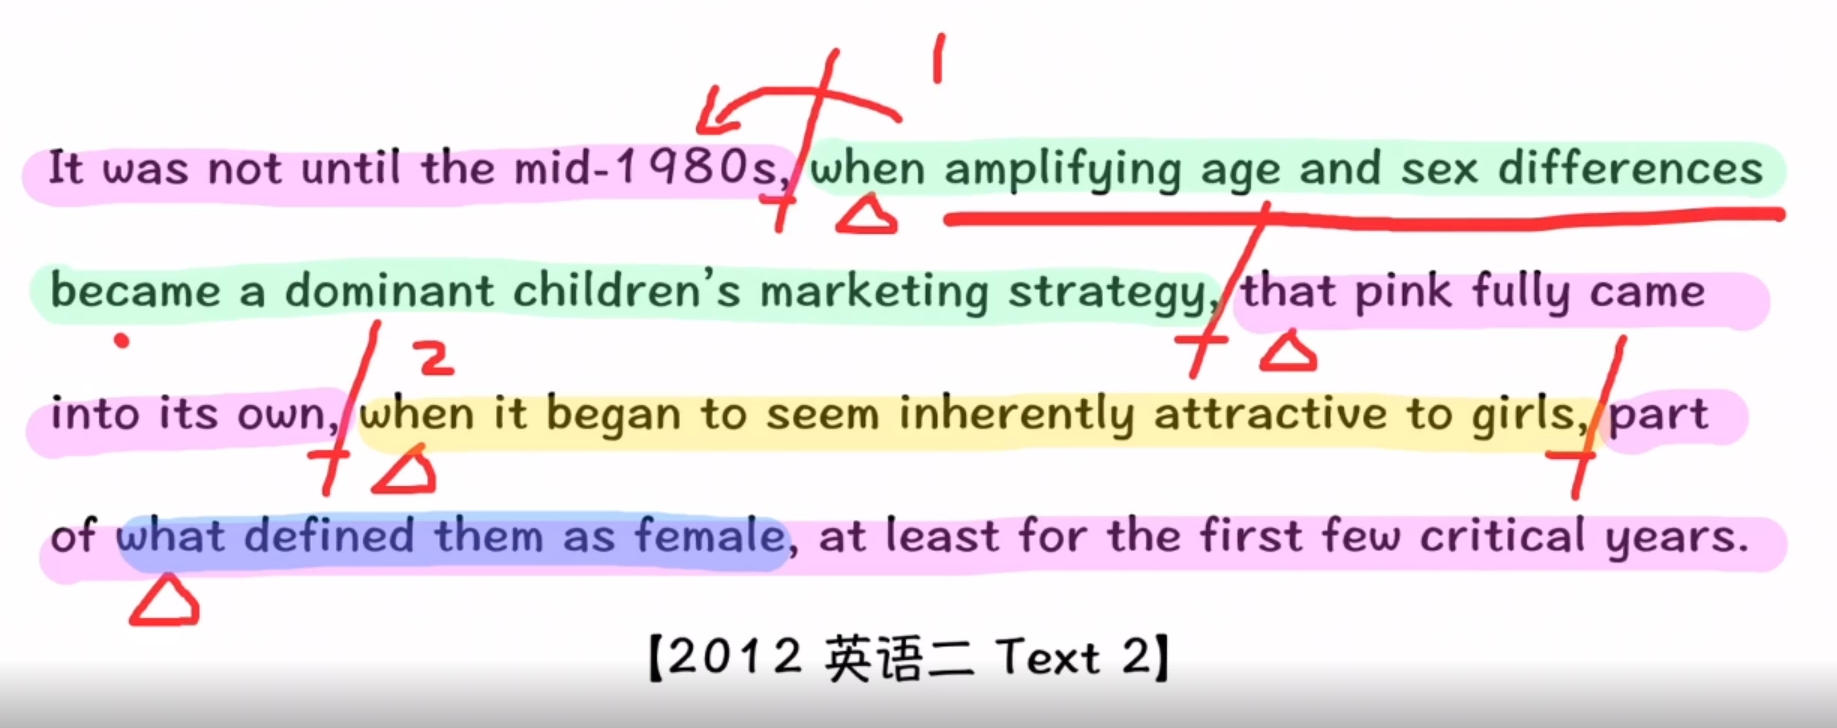 1
It was not until the mid-1980s, when amplifying age and sex differences
became a dominant children's marketing strategy, that pink fully came
2
into its own, when it began to seem inherently attractive to girls, part
of what defined them as female, at least for the first few critical years.
【2012 英语二 Text 2】